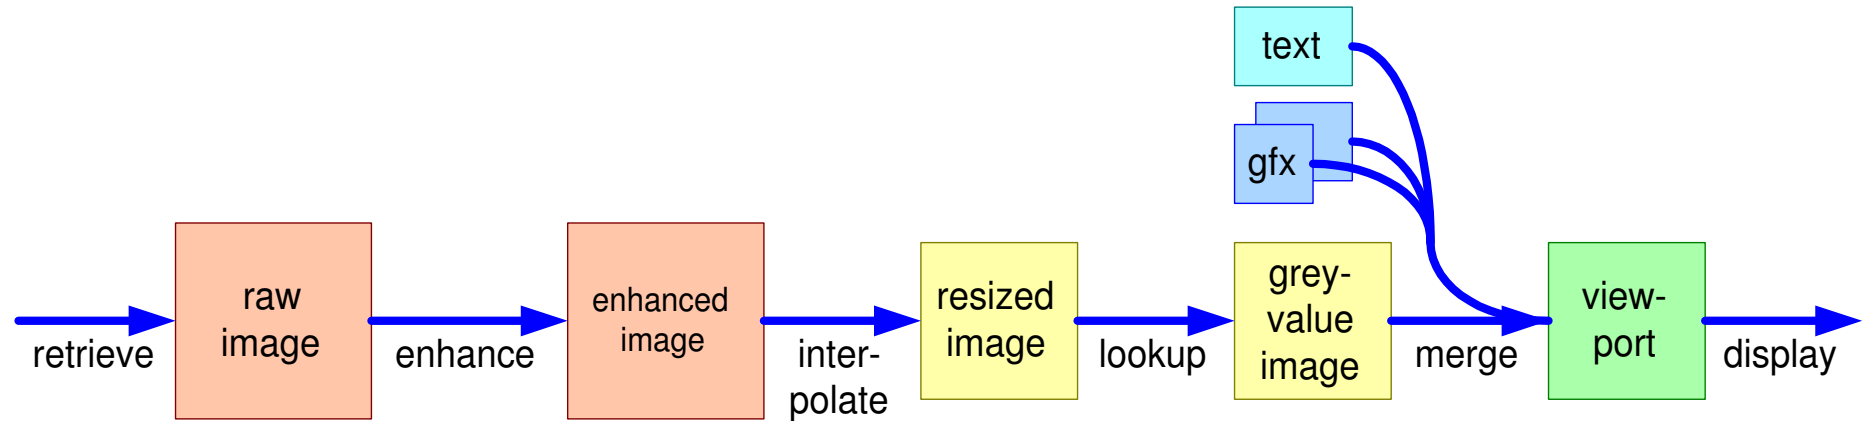 text
gfx
retrieve
raw
image
enhance
enhanced
image
inter-
polate
resized
image
lookup
grey-
value
image
merge
view-
port
display